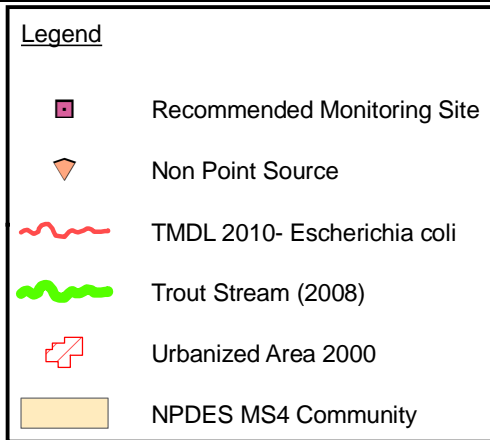 Legend
Recommended Monitoring Site
Non Point Source
TMDL 2010- Escherichia coli
Trout Stream (2008)
Urbanized Area 2000
NPDES MS4 Community